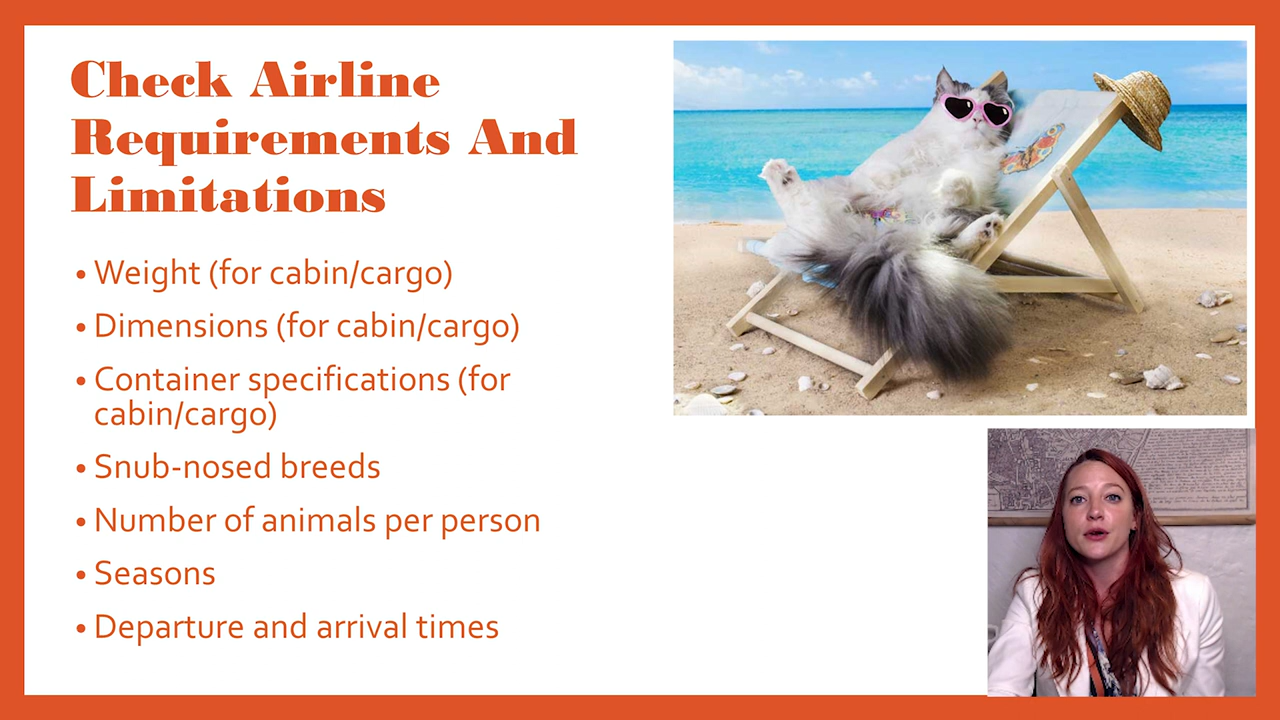 Check Airline
Requirements And
Limitations
• Weight (for cabin/cargo)
• Dimensions (for cabin/cargo)
• Container specifications (for
cabin/cargo)
• Snub-nosed breeds
• Number of animals per person
• Seasons
• Departure and arrival times